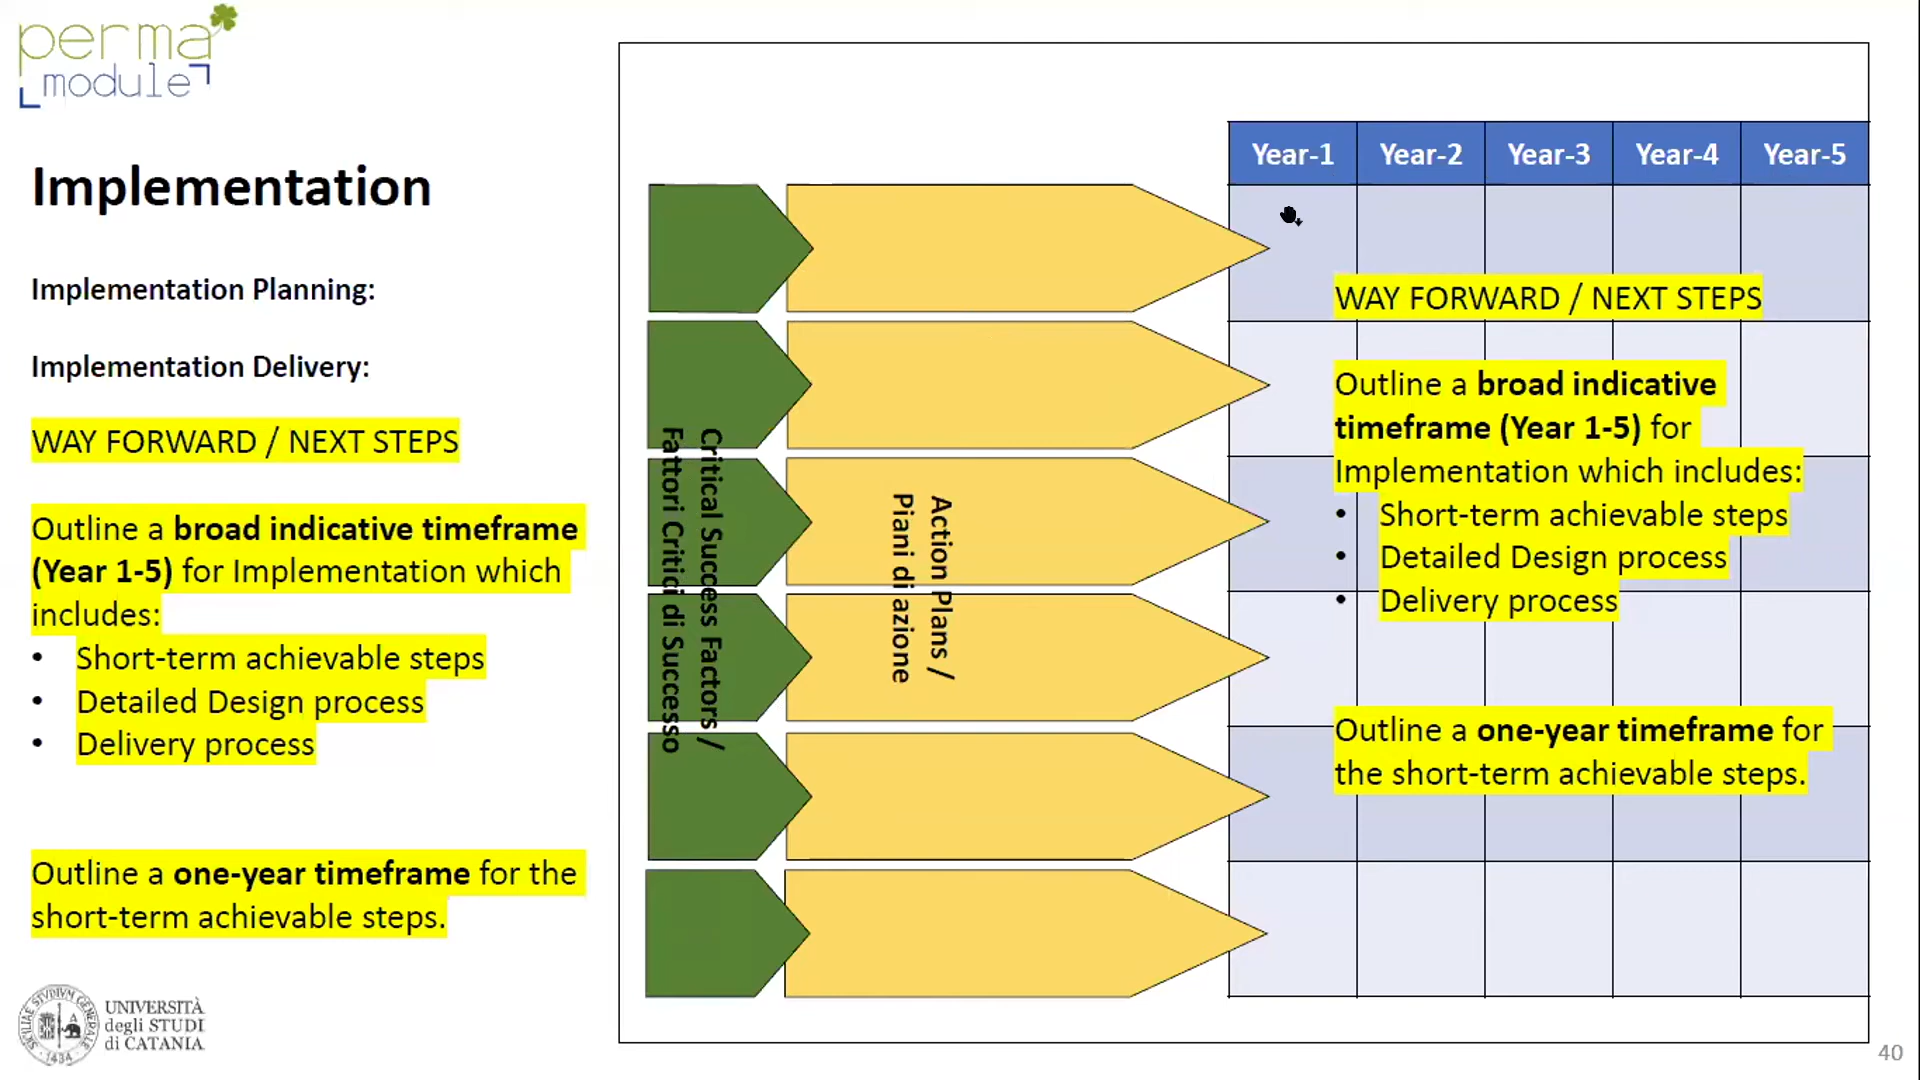 perma
module
Implementation
Implementation Planning:
Implementation Delivery:
WAY FORWARD / NEXT STEPS
Outline a broad indicative timeframe
(Year 1-5) for Implementation which
includes:
• Short-term achievable steps
• Detailed Design process
• Delivery process
Outline a one-year timeframe for the
short-term achievable steps.
UNIVERSITÀ
degli STUDI
di CATANIA
SICILIAE STUDIUM GENERALE
1434
Critical Success Factors /
Fattori Critici di Successo
Action Plans /
Piani di azione
Year-1 Year-2 Year-3 Year-4 Year-5
WAY FORWARD / NEXT STEPS
Outline a broad indicative
timeframe (Year 1-5) for
Implementation which includes:
• Short-term achievable steps
• Detailed Design process
• Delivery process
Outline a one-year timeframe for
the short-term achievable steps.
40